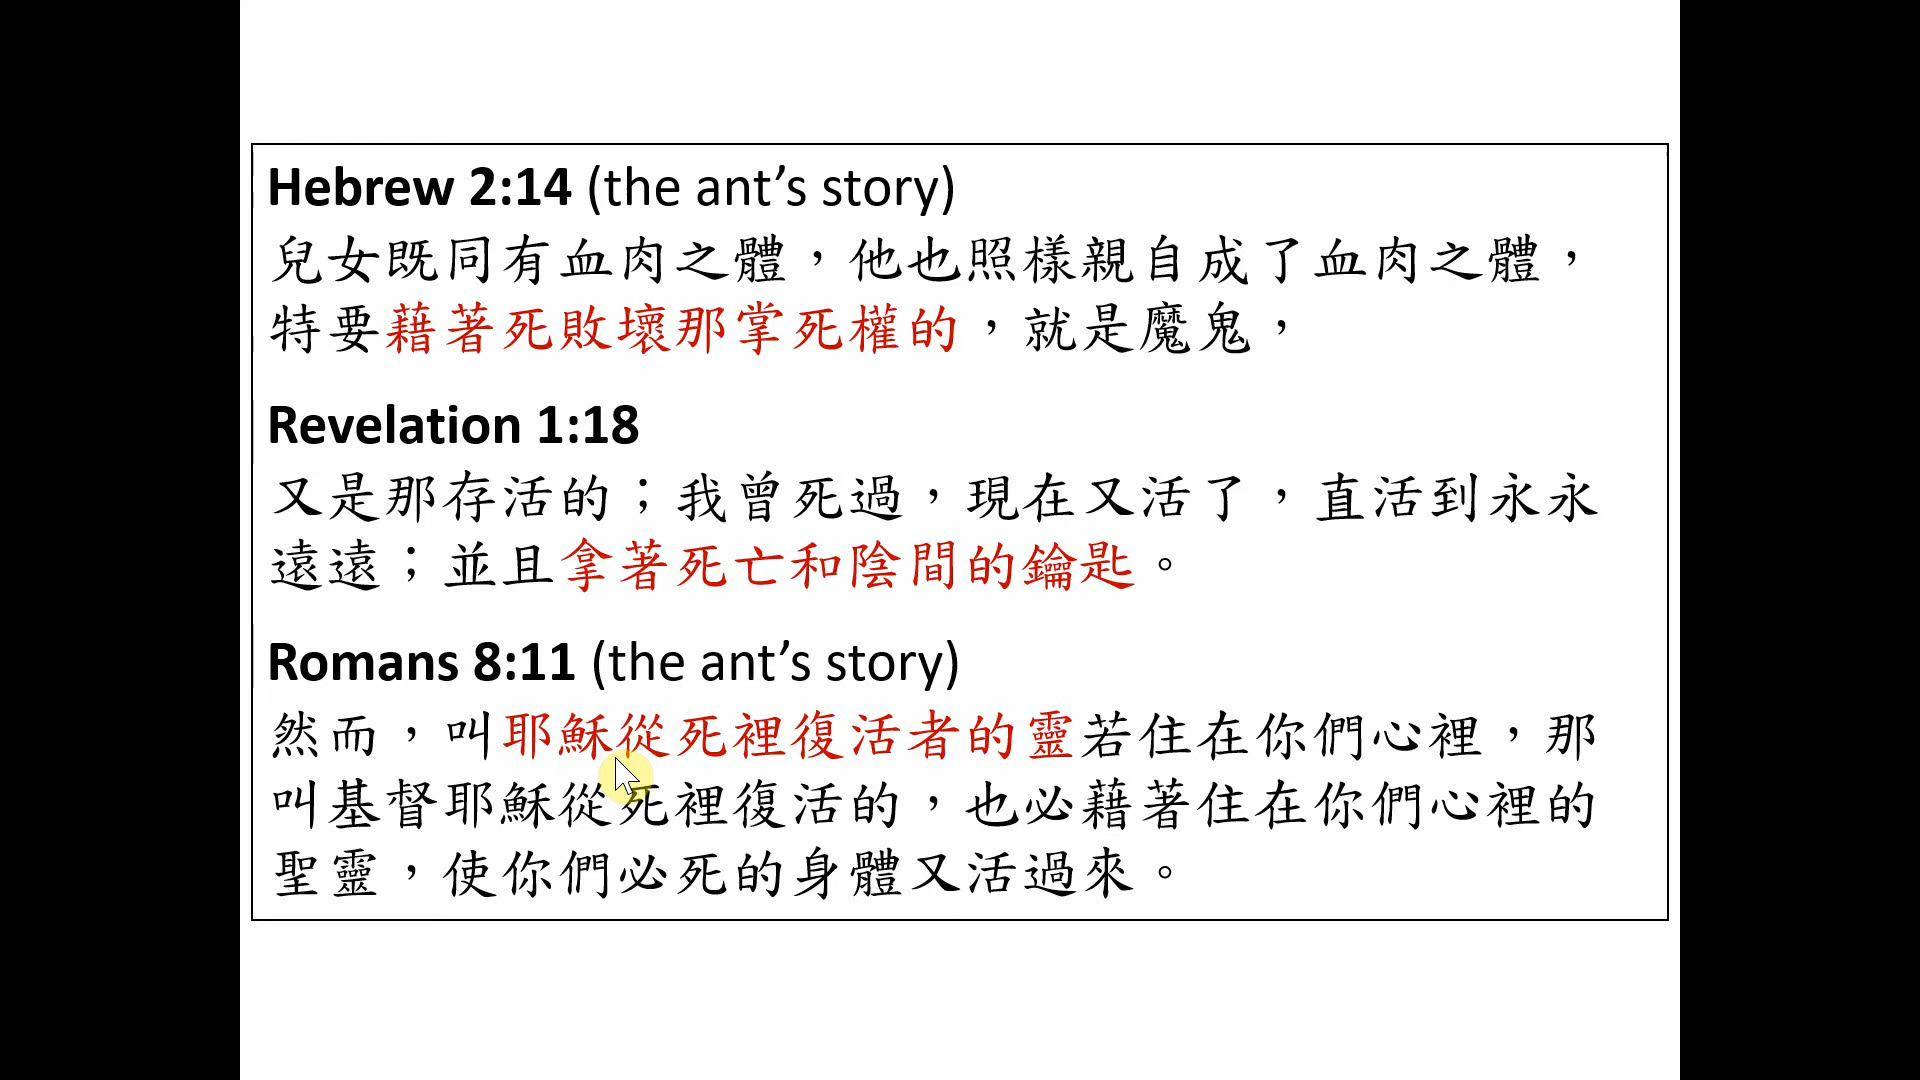 Hebrew 2:14 (the ant’s story)
兒女既同有血肉之體，他也照樣親自成了血肉之體，
特要藉著死敗壞那掌死權的，就是魔鬼，
Revelation 1:18
又是那存活的；我曾死過，現在又活了，直活到永永
遠遠；並且拿著死亡和陰間的鑰匙。
Romans 8:11 (the ant’s story)
然而，叫耶穌從死裡復活者的靈若住在你們心裡，那
叫基督耶穌從死裡復活的，也必藉著住在你們心裡的
聖靈，使你們必死的身體又活過來。